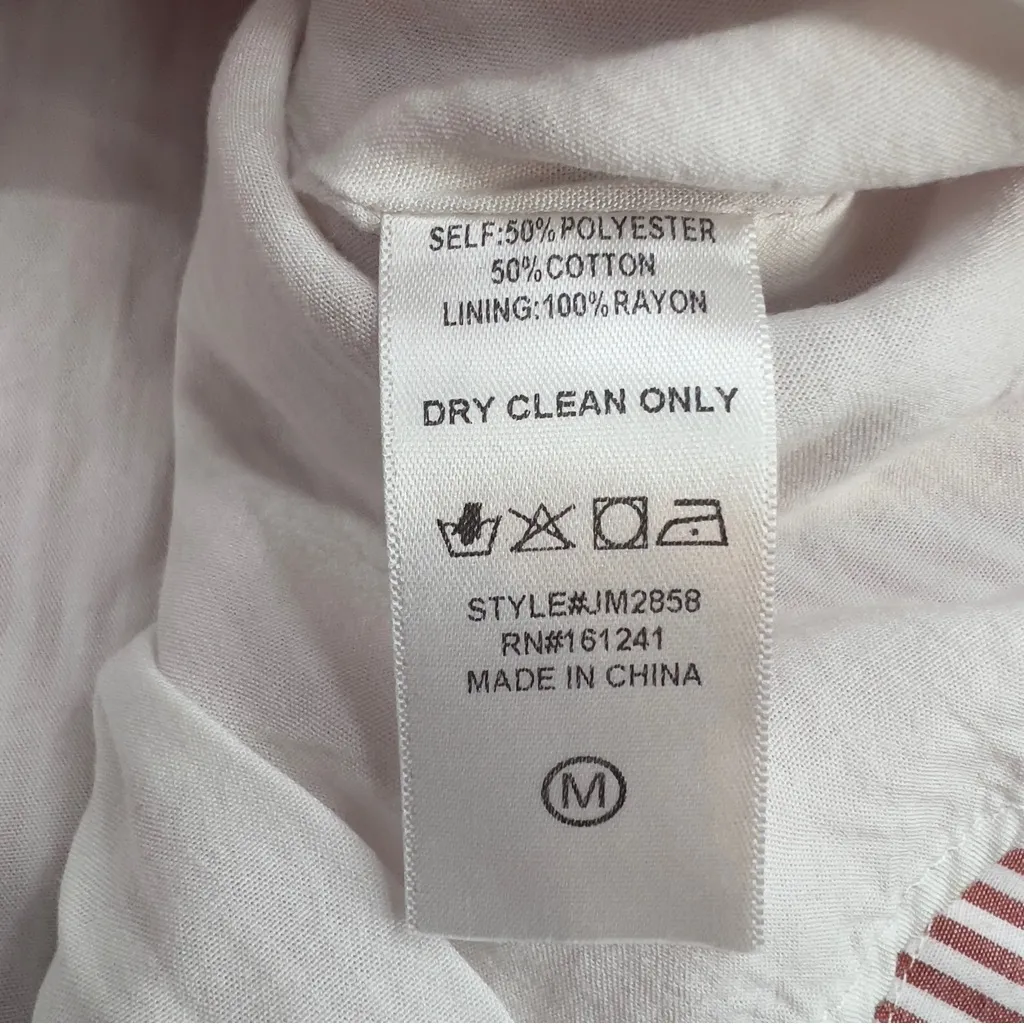 SELF:50%POLYESTER
50%COTTON
LINING:100%RAYON
DRY CLEAN ONLY
STYLE#JM2858
RN#161241
MADE IN CHINA
M